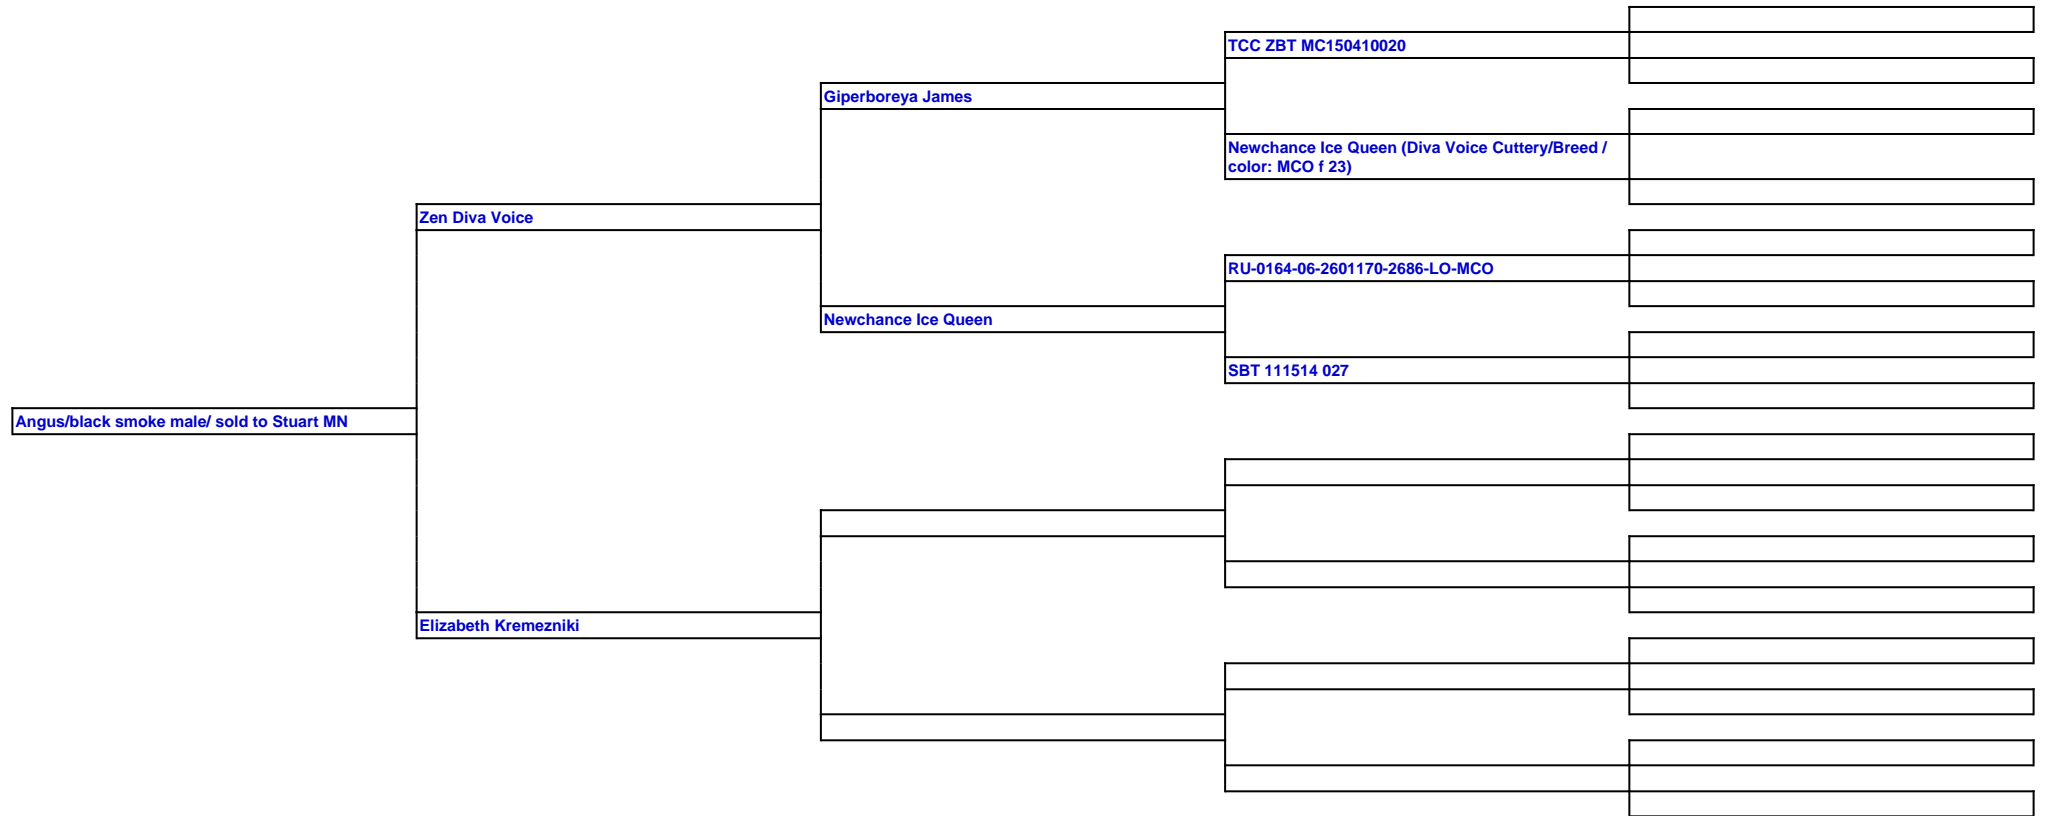 TCC ZBT MC150410020
Giperboreya James
Newchance Ice Queen (Diva Voice Cuttery/Breed /
color: MCO f 23)
Zen Diva Voice
RU-0164-06-2601170-2686-LO-MCO
Newchance Ice Queen
SBT 111514 027
Angus/black smoke male/ sold to Stuart MN
Elizabeth Kremezniki